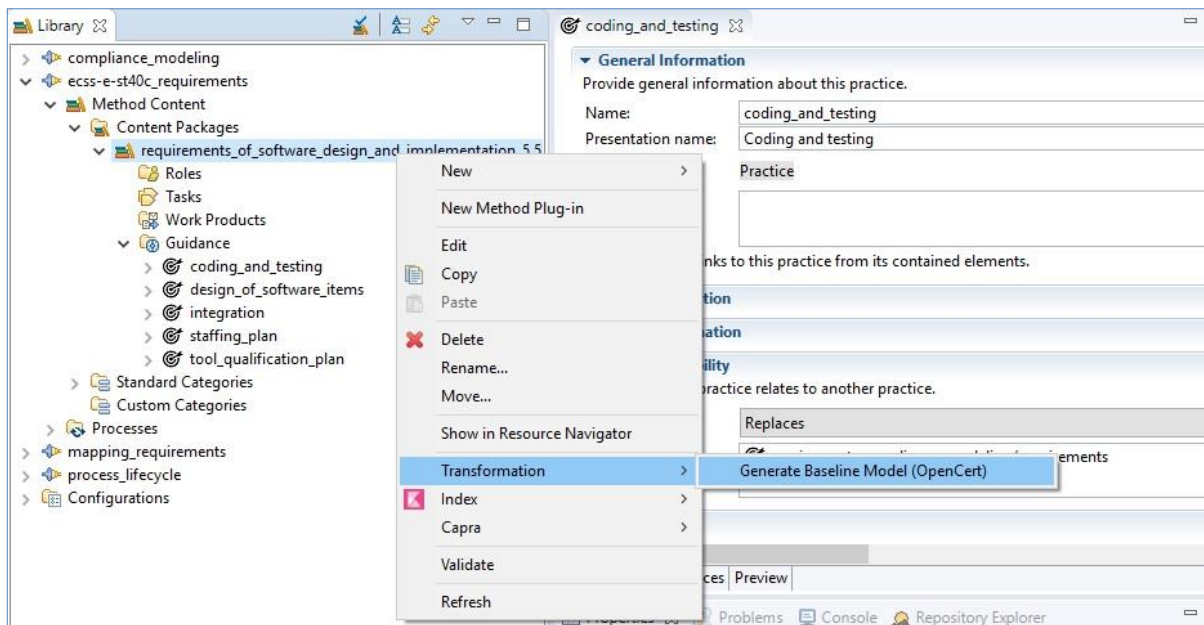 Library
compliance_modeling
ecss-e-st40c_requirements
Method Content
Content Packages
requirements_of_software_design_and_implementation_5.5
Roles
Tasks
Work Products
Guidance
coding_and_testing
design_of_software_items
integration
staffing_plan
tool_qualification_plan
Standard Categories
Custom Categories
Processes
mapping_requirements
process_lifecycle
Configurations
New
New Method Plug-in
Edit
Copy
Paste
Delete
Rename...
Move...
Show in Resource Navigator
Transformation
Index
Capra
Validate
Refresh
Generate Baseline Model (OpenCert)
coding_and_testing
General Information
Provide general information about this practice.
Name: coding_and_testing
Presentation name: Coding and testing
Practice
nks to this practice from its contained elements.
tion
ation
ility
practice relates to another practice.
Replaces
ements
ces Preview
Properties Problems Console Repository Explorer